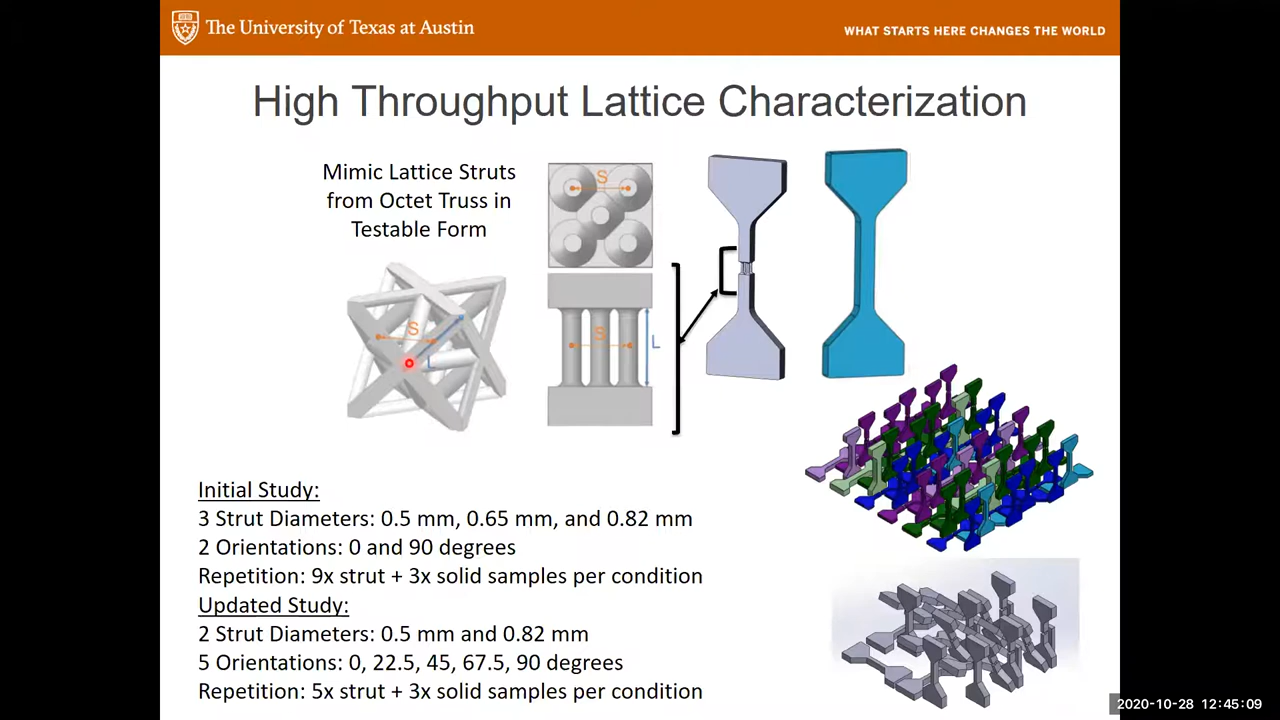 The University of Texas at Austin
WHAT STARTS HERE CHANGES THE WORLD
High Throughput Lattice Characterization
Mimic Lattice Struts
from Octet Truss in
Testable Form
S
S
L
S
L
Initial Study:
3 Strut Diameters: 0.5 mm, 0.65 mm, and 0.82 mm
2 Orientations: 0 and 90 degrees
Repetition: 9x strut + 3x solid samples per condition
Updated Study:
2 Strut Diameters: 0.5 mm and 0.82 mm
5 Orientations: 0, 22.5, 45, 67.5, 90 degrees
Repetition: 5x strut + 3x solid samples per condition
2020-10-28 12:45:09